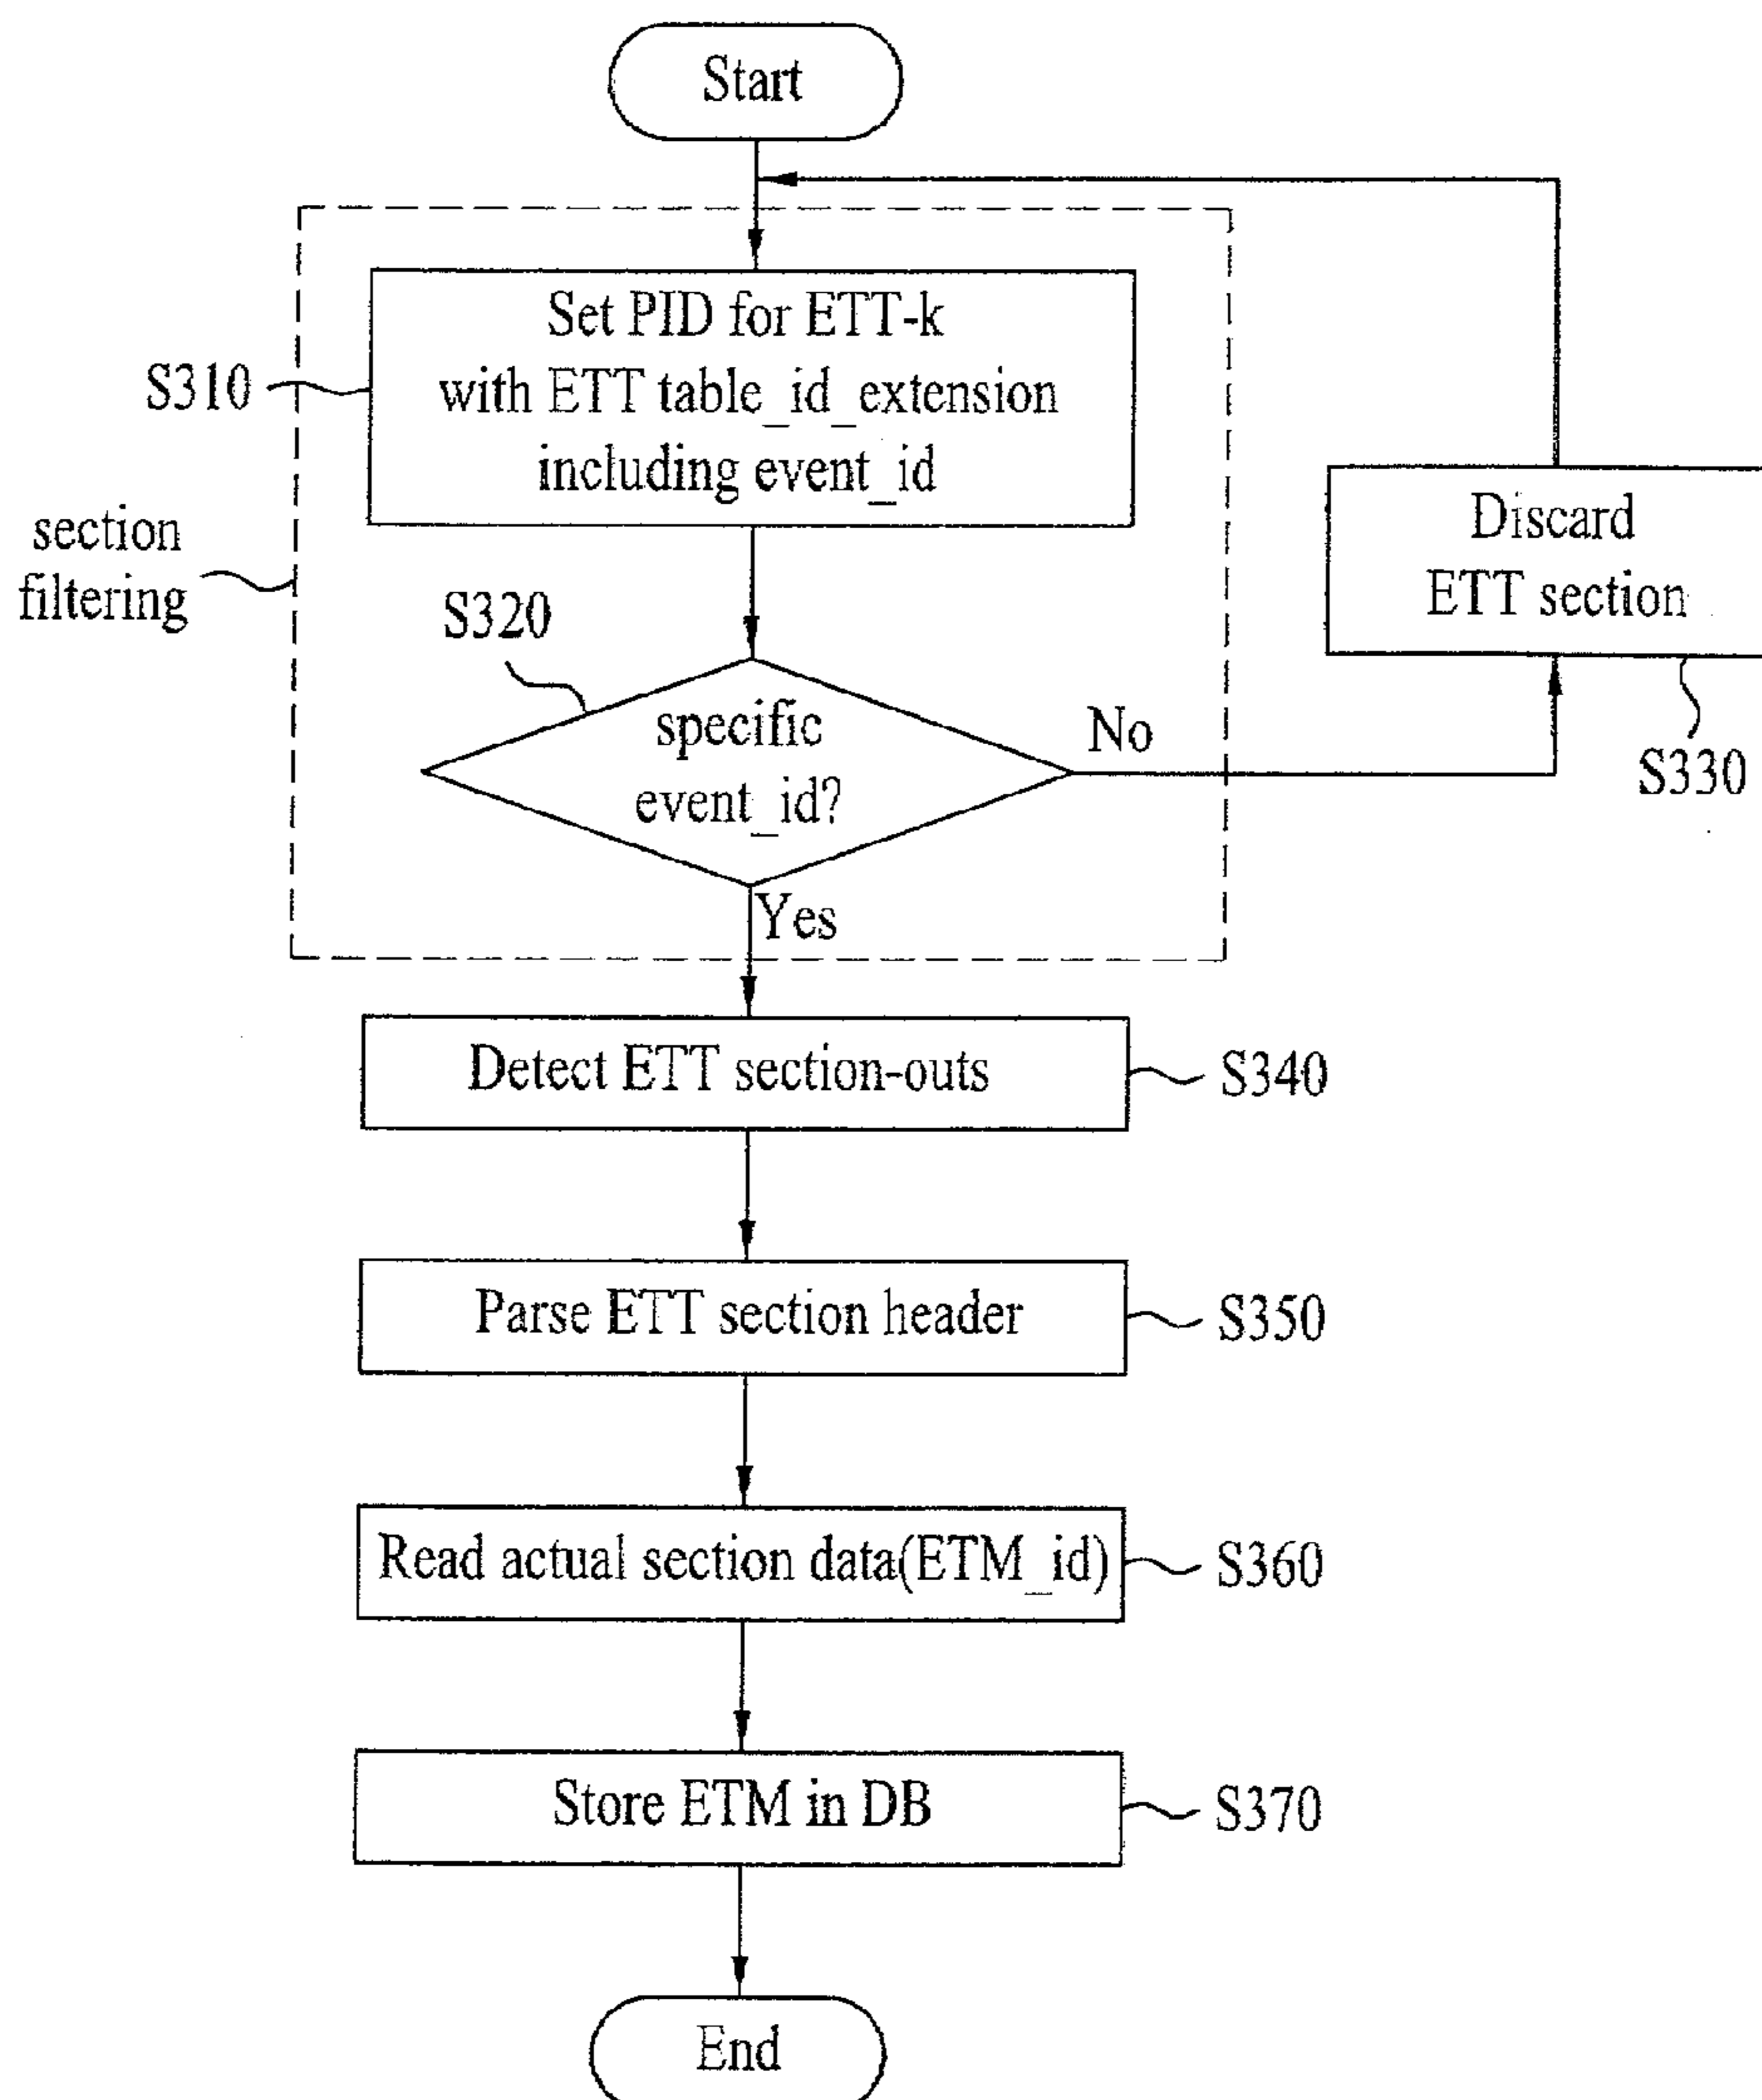 Start
Set PID for ETT-k
with ETT table_id_extension
including event_id
S310
section
filtering
Discard
ETT section
S330
S320
specific
event_id?
No
Yes
Detect ETT section-outs
S340
Parse ETT section header
S350
Read actual section data(ETM_id)
S360
Store ETM in DB
S370
End